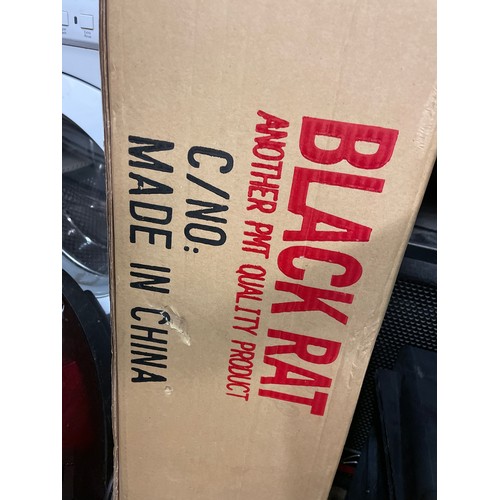 BLACK RAT
ANOTHER PMT QUALITY PRODUCT
C/NO:
MADE IN CHINA